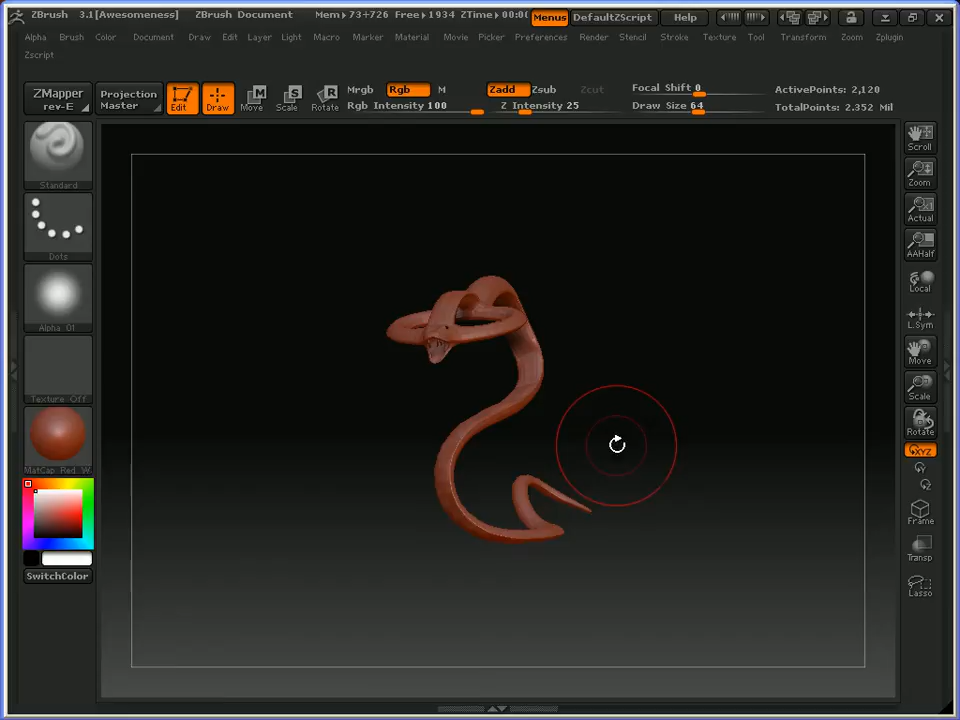 ZBrush 3.1[Awesomeness] ZBrush Document Mem▸73+726 Free▸1934 ZTime▸00:0 Menus DefaultZScript Help
Alpha Brush Color Document Draw Edit Layer Light Macro Marker Material Movie Picker Preferences Render Stencil Stroke Texture Tool Transform Zoom Zplugin
Zscript
ZMapper rev-E
Projection Master
Edit
Draw
Move
Scale
Rotate
Mrgb Rgb M
Rgb Intensity 100
Zadd Zsub Zcut
Z Intensity 25
Focal Shift 0
Draw Size 64
ActivePoints: 2,120
TotalPoints: 2.352 Mil
Standard
Dots
Alpha 01
Texture Off
MatCap Red W
SwitchColor
Scroll
Zoom
Actual
AAHalf
Local
L.Sym
Move
Scale
Rotate
XYZ
Y
Z
Frame
Transp
Lasso